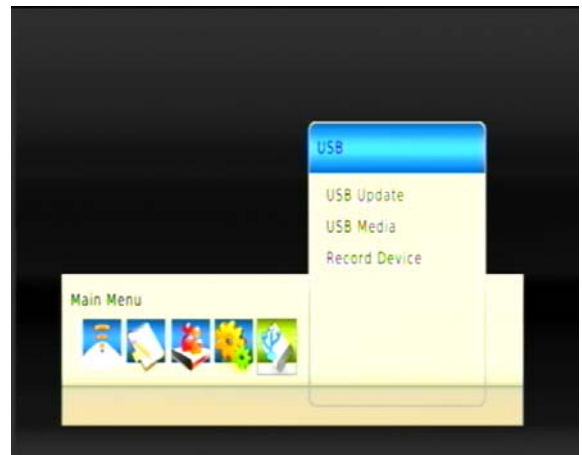 USB
USB Update
USB Media
Record Device
Main Menu